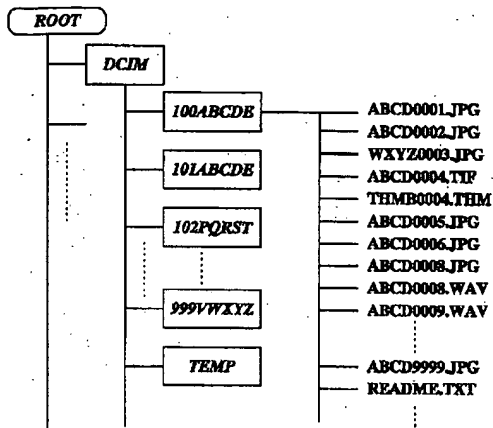 ROOT
DCIM
100ABCDE
ABCD0001.JPG
ABCD0002.JPG
WXYZ0003.JPG
101ABCDE
ABCD0004.TIF
THMB0004.THM
102PQRST
ABCD0005.JPG
ABCD0006.JPG
ABCD0008.JPG
999VWXYZ
ABCD0008.WAV
ABCD0009.WAV
TEMP
ABCD9999.JPG
README.TXT